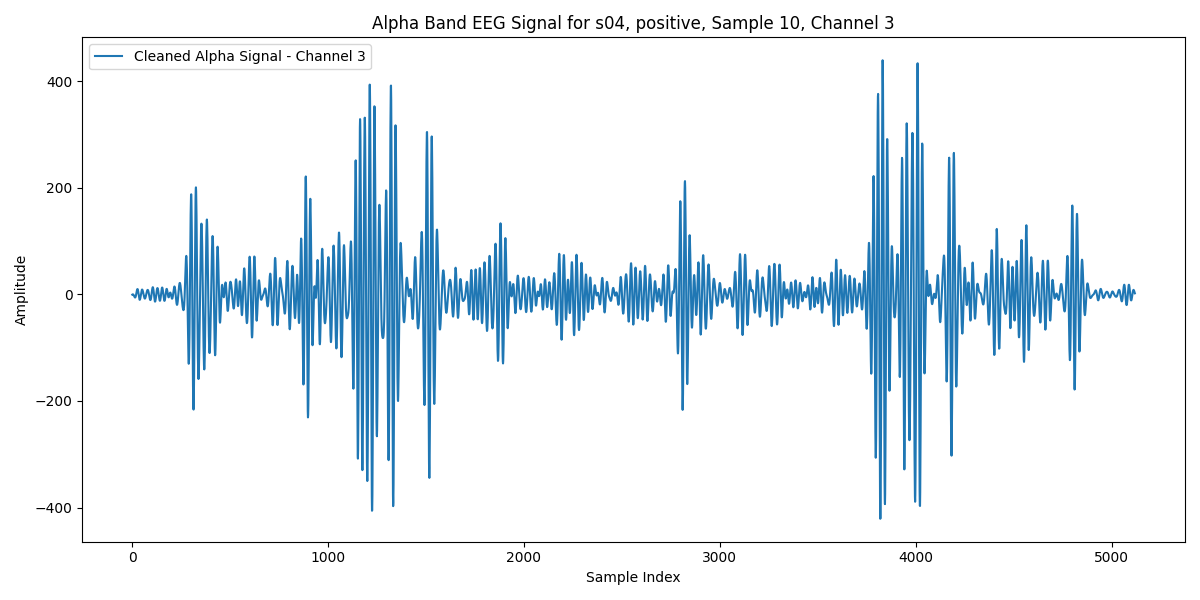 Alpha Band EEG Signal for s04, positive, Sample 10, Channel 3
Cleaned Alpha Signal - Channel 3
Amplitude
400
200
0
−200
−400
0 1000 2000 3000 4000 5000
Sample Index